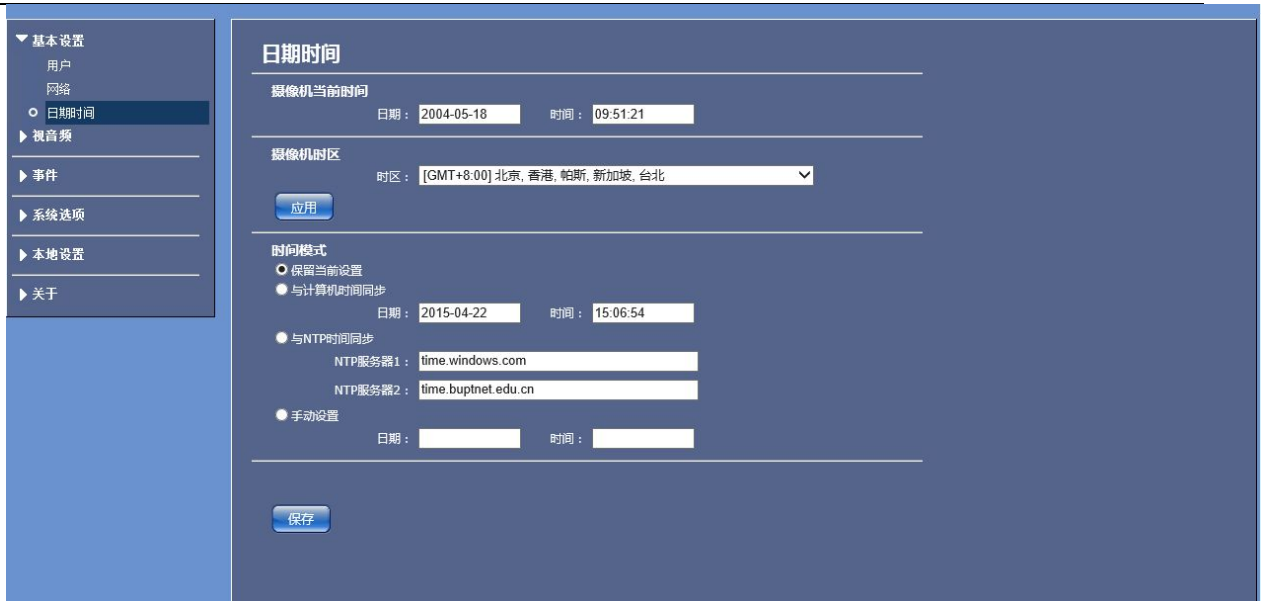 基本设置
用户
网络
日期时间
视音频
事件
系统选项
本地设置
关于
日期时间
摄像机当前时间
日期： 2004-05-18 时间： 09:51:21
摄像机时区
时区： [GMT+8:00] 北京, 香港, 帕斯, 新加坡, 台北
应用
时间模式
保留当前设置
与计算机时间同步
日期： 2015-04-22 时间： 15:06:54
与NTP时间同步
NTP服务器1： time.windows.com
NTP服务器2： time.buptnet.edu.cn
手动设置
日期： 时间：
保存